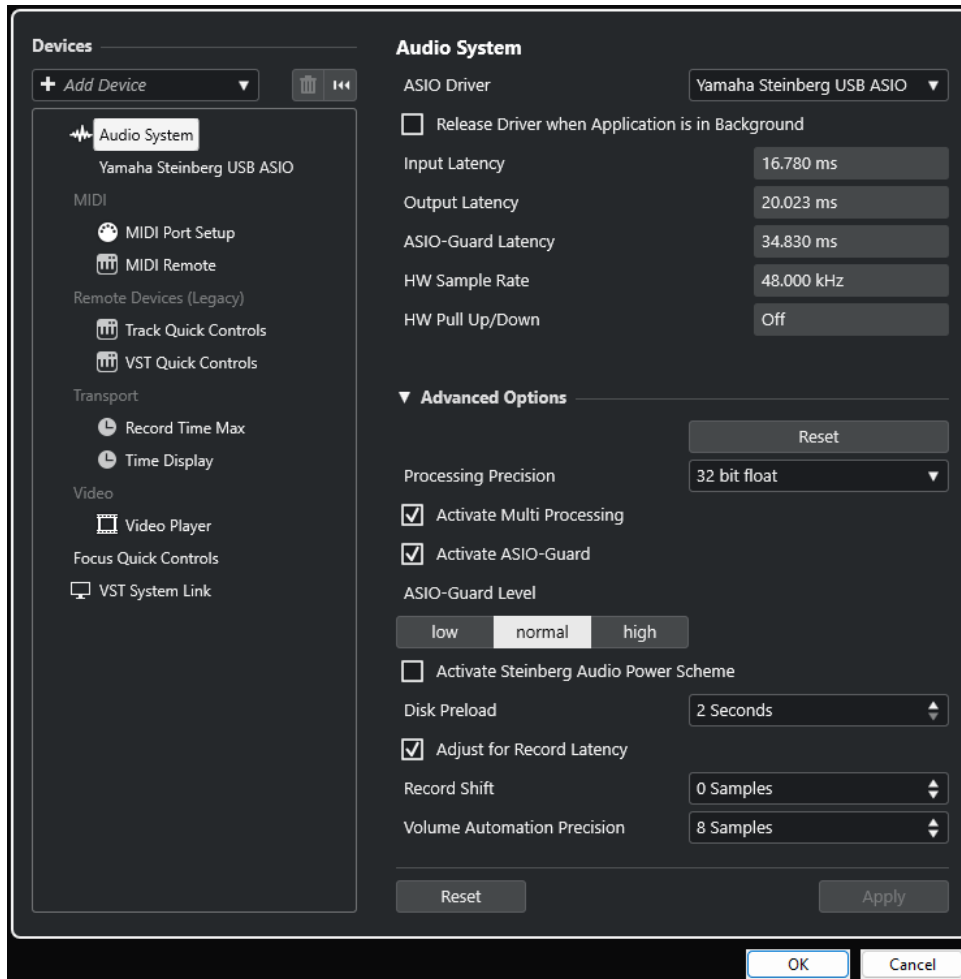 Devices
Add Device
Audio System
Yamaha Steinberg USB ASIO
MIDI
MIDI Port Setup
MIDI Remote
Remote Devices (Legacy)
Track Quick Controls
VST Quick Controls
Transport
Record Time Max
Time Display
Video
Video Player
Focus Quick Controls
VST System Link
Audio System
ASIO Driver Yamaha Steinberg USB ASIO
Release Driver when Application is in Background
Input Latency 16.780 ms
Output Latency 20.023 ms
ASIO-Guard Latency 34.830 ms
HW Sample Rate 48.000 kHz
HW Pull Up/Down Off
Advanced Options
Reset
Processing Precision 32 bit float
Activate Multi Processing
Activate ASIO-Guard
ASIO-Guard Level
low normal high
Activate Steinberg Audio Power Scheme
Disk Preload 2 Seconds
Adjust for Record Latency
Record Shift 0 Samples
Volume Automation Precision 8 Samples
Reset Apply
OK Cancel